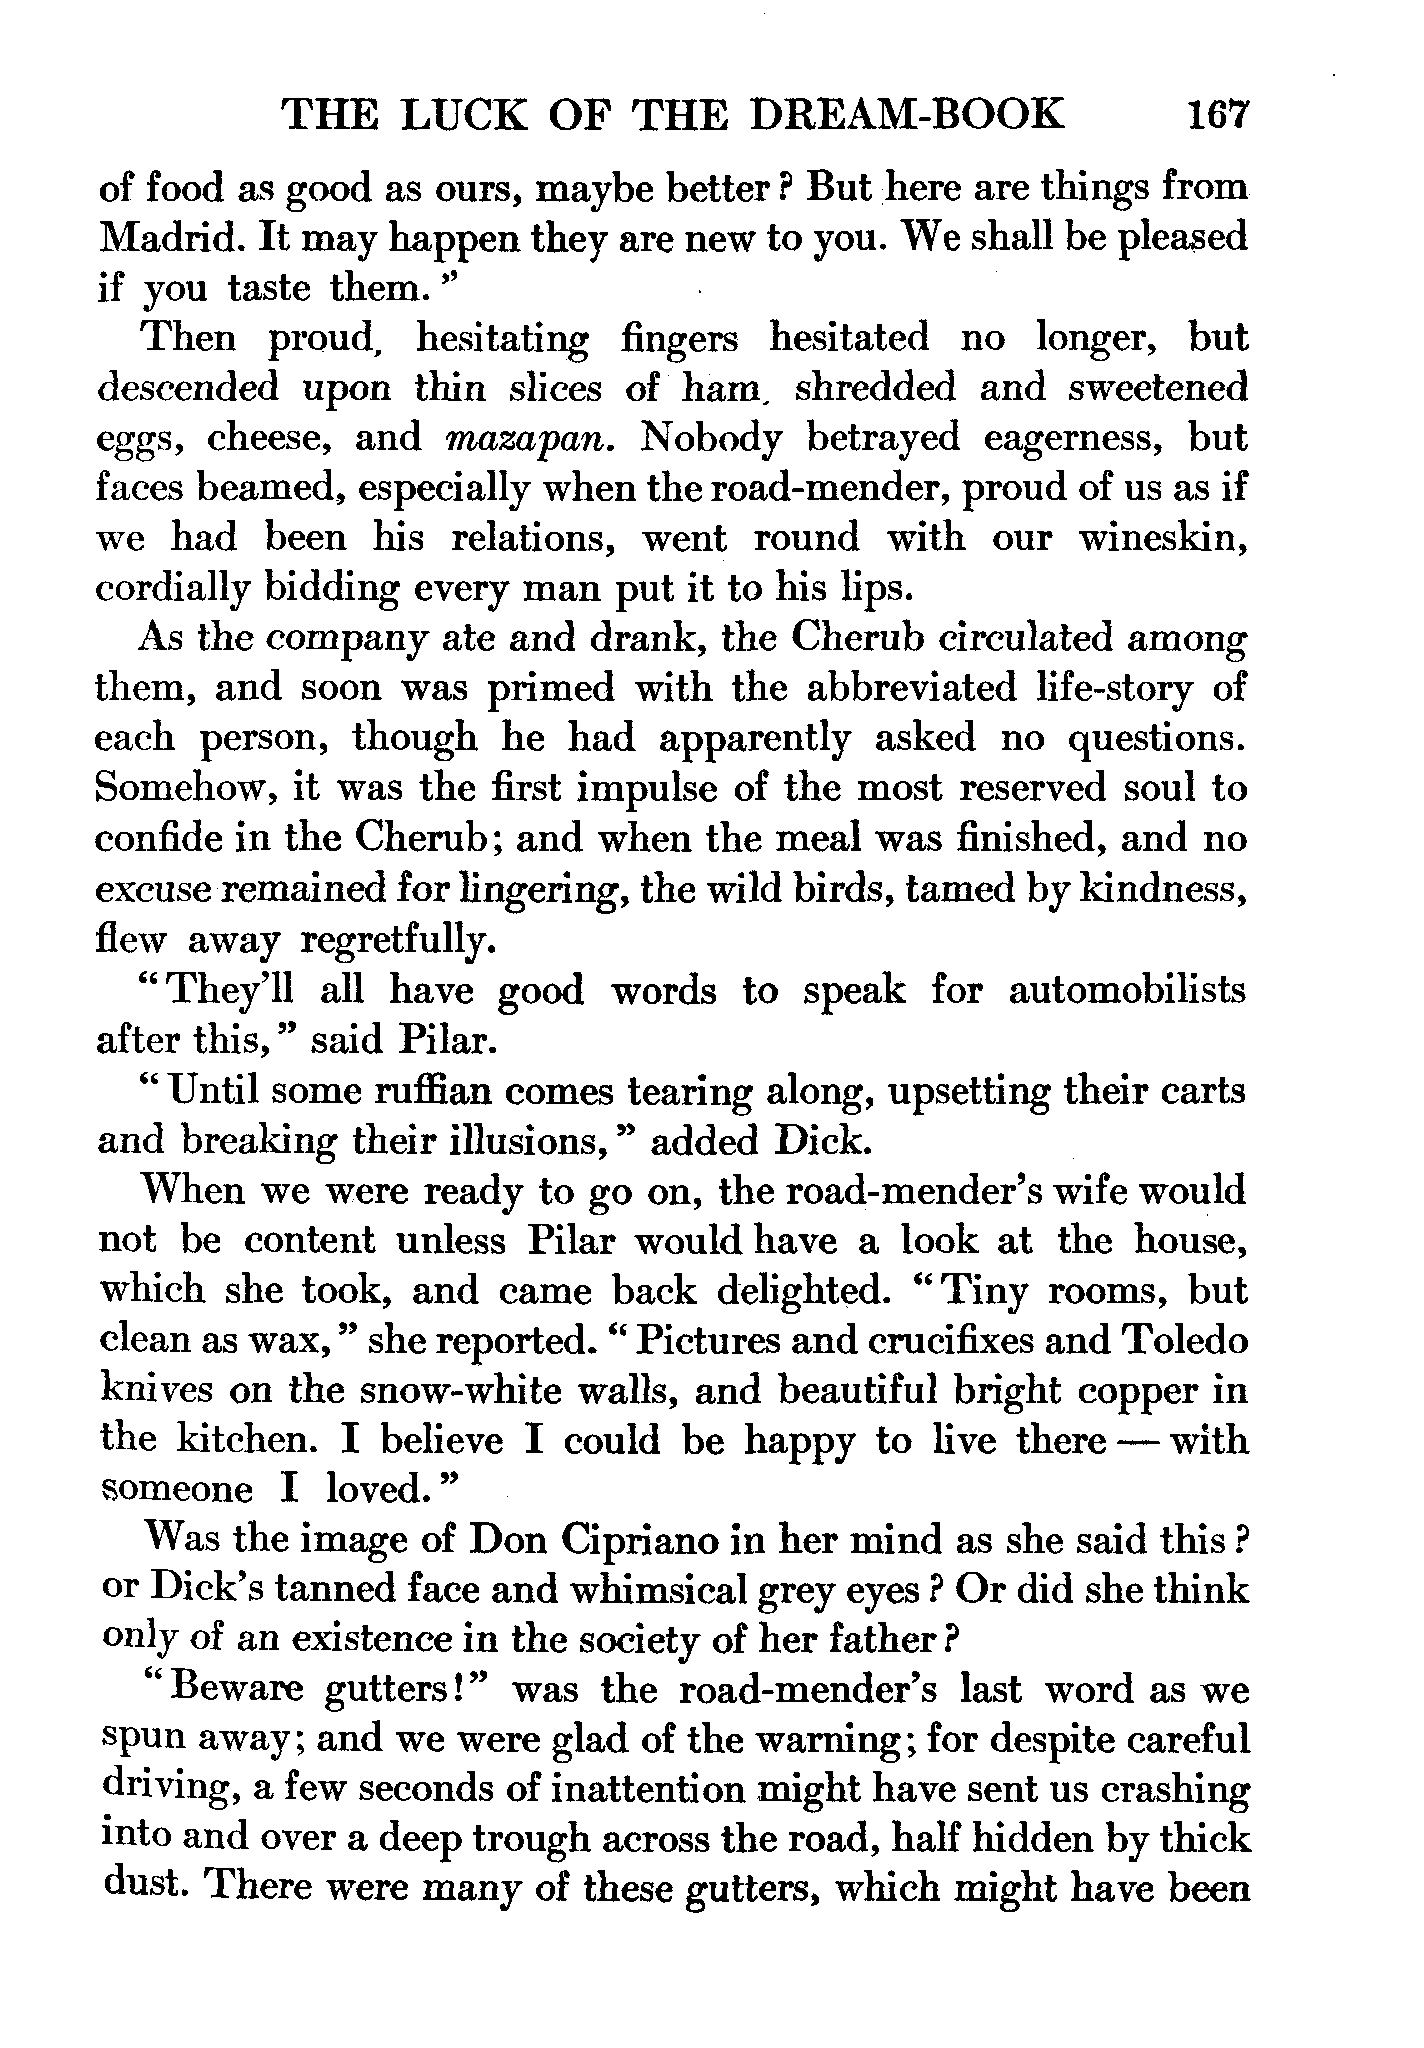 THE LUCK OF THE DREAM-BOOK 167
of food as good as ours, maybe better? But here are things from
Madrid. It may happen they are new to you. We shall be pleased
if you taste them."
Then proud, hesitating fingers hesitated no longer, but
descended upon thin slices of ham, shredded and sweetened
eggs, cheese, and mazapan. Nobody betrayed eagerness, but
faces beamed, especially when the road-mender, proud of us as if
we had been his relations, went round with our wineskin,
cordially bidding every man put it to his lips.
As the company ate and drank, the Cherub circulated among
them, and soon was primed with the abbreviated life-story of
each person, though he had apparently asked no questions.
Somehow, it was the first impulse of the most reserved soul to
confide in the Cherub; and when the meal was finished, and no
excuse remained for lingering, the wild birds, tamed by kindness,
flew away regretfully.
"They'll all have good words to speak for automobilists
after this," said Pilar.
"Until some ruffian comes tearing along, upsetting their carts
and breaking their illusions," added Dick.
When we were ready to go on, the road-mender's wife would
not be content unless Pilar would have a look at the house,
which she took, and came back delighted. "Tiny rooms, but
clean as wax," she reported. "Pictures and crucifixes and Toledo
knives on the snow-white walls, and beautiful bright copper in
the kitchen. I believe I could be happy to live there — with
someone I loved."
Was the image of Don Cipriano in her mind as she said this?
or Dick's tanned face and whimsical grey eyes? Or did she think
only of an existence in the society of her father?
"Beware gutters!" was the road-mender's last word as we
spun away; and we were glad of the warning; for despite careful
driving, a few seconds of inattention might have sent us crashing
into and over a deep trough across the road, half hidden by thick
dust. There were many of these gutters, which might have been